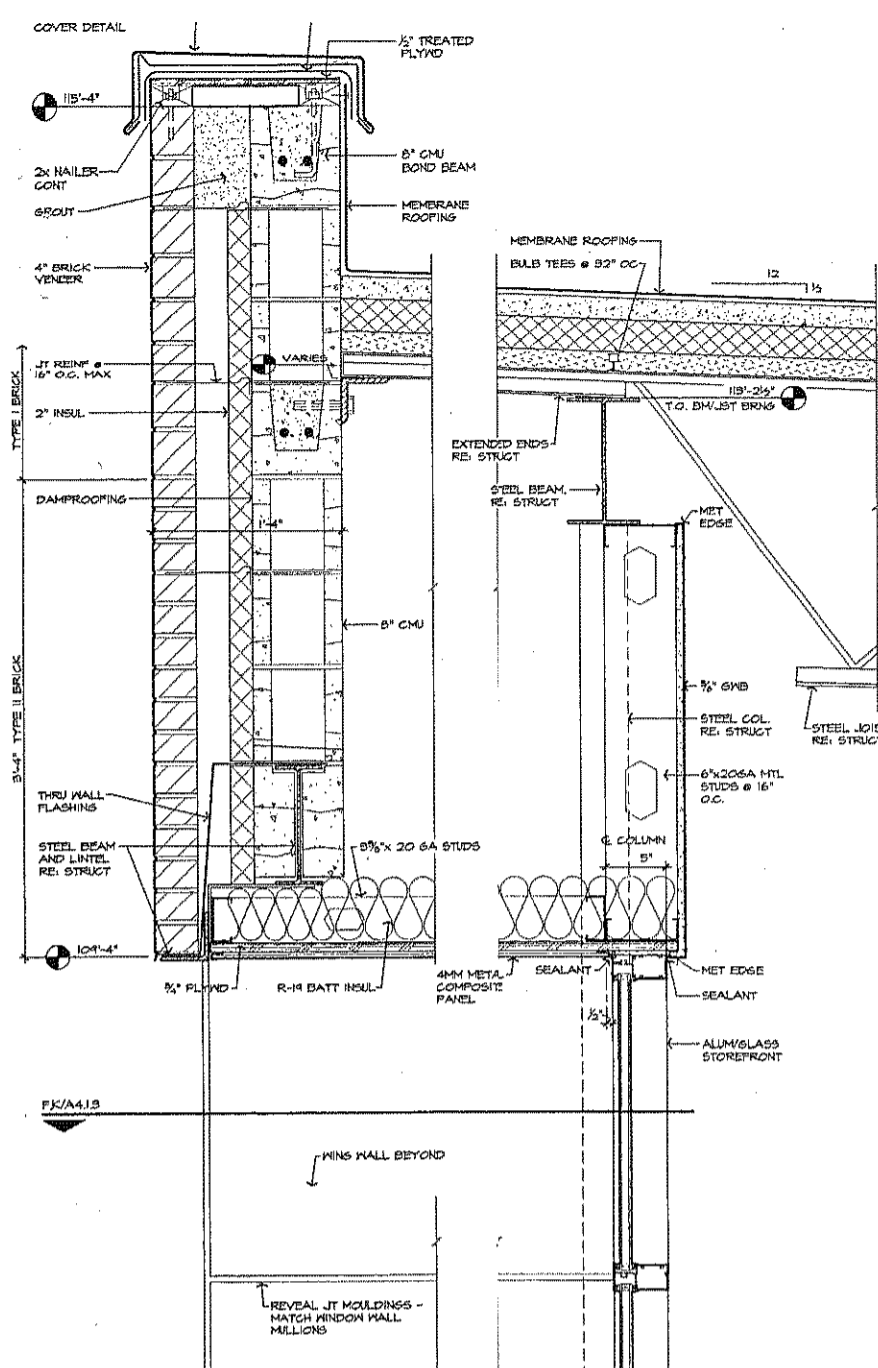 COVER DETAIL
1/2" TREATED
PLYWD
115'-4"
2x NAILER
CONT
8" CMU
BOND BEAM
GROUT
MEMBRANE
ROOFING
4" BRICK
VENEER
MEMBRANE ROOFING
BULB TEES @ 32" OC
12
1/2
JT REINF @
16" O.C. MAX
VARIES
TYPE I BRICK
2" INSUL
113'-2 1/2"
T.O. BM/JST BRNG
EXTENDED ENDS
RE: STRUCT
DAMPROOFING
STEEL BEAM,
RE: STRUCT
1'-4"
MET
EDGE
8" CMU
3'-4" TYPE II BRICK
5/8" GWB
STEEL COL.
RE: STRUCT
STEEL JOIS
RE: STRUCT
6"x20GA MTL
STUDS @ 16"
O.C.
THRU WALL
FLASHING
STEEL BEAM
AND LINTEL
RE: STRUCT
3 5/8" x 20 GA STUDS
COLUMN
5"
109'-4"
3/4" PLYWD
R-19 BATT INSUL
4MM METAL
COMPOSITE
PANEL
SEALANT
MET EDGE
SEALANT
1/2"
ALUM/GLASS
STOREFRONT
F.K/A4.13
WING WALL BEYOND
REVEAL JT MOULDINGS -
MATCH WINDOW WALL
MULLIONS